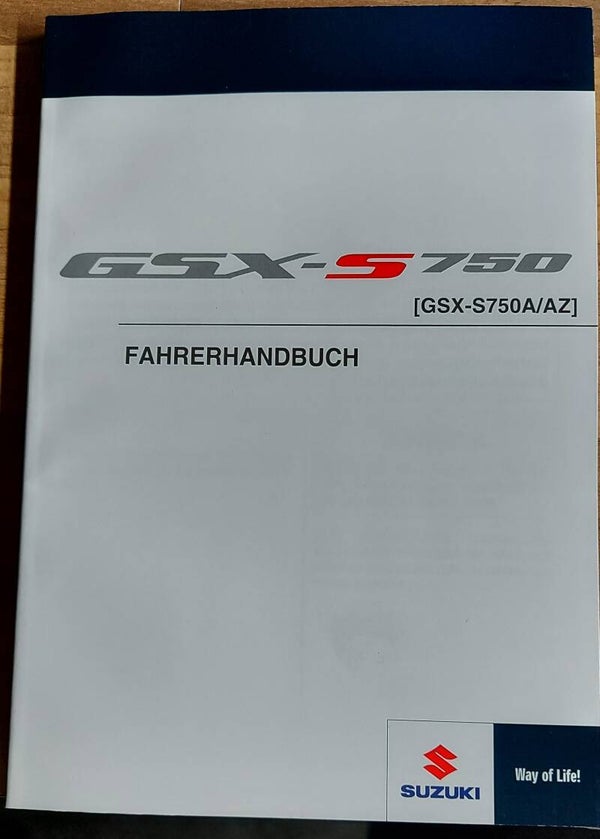 GSX-S750
[GSX-S750A/AZ]
FAHRERHANDBUCH
SUZUKI
Way of Life!